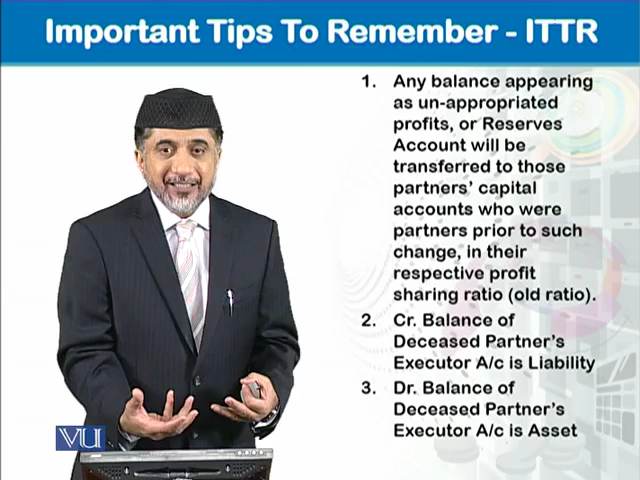 Important Tips To Remember - ITTR
1. Any balance appearing
as un-appropriated
profits, or Reserves
Account will be
transferred to those
partners' capital
accounts who were
partners prior to such
change, in their
respective profit
sharing ratio (old ratio).
2. Cr. Balance of
Deceased Partner's
Executor A/c is Liability
3. Dr. Balance of
Deceased Partner's
Executor A/c is Asset
VU